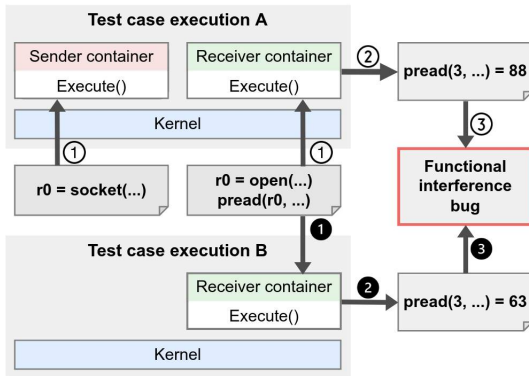 Test case execution A
Sender container
Execute()
Receiver container
Execute()
Kernel
②
pread(3, ...) = 88
①
①
③
r0 = socket(...)
r0 = open(...)
pread(r0, ...)
Functional
interference
bug
❶
Test case execution B
Receiver container
Execute()
❷
❸
pread(3, ...) = 63
Kernel